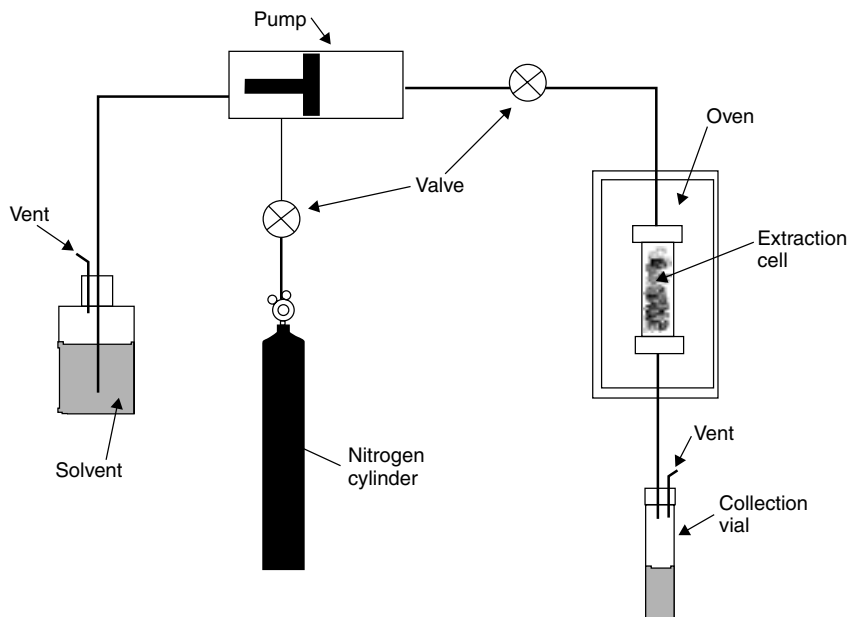 Pump
Oven
Valve
Vent
Extraction
cell
Solvent
Nitrogen
cylinder
Vent
Collection
vial